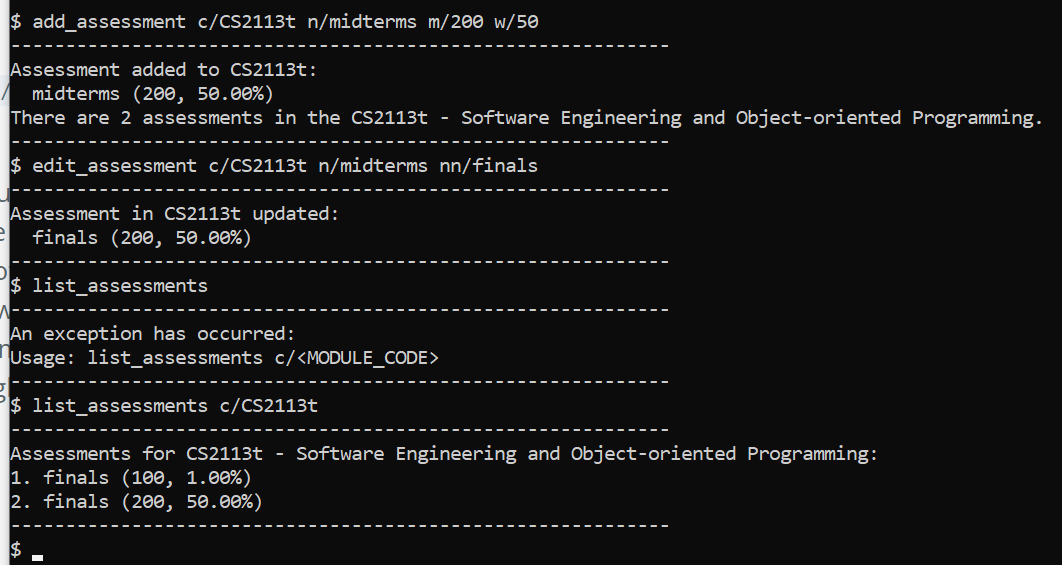 $ add_assessment c/CS2113t n/midterms m/200 w/50
------------------------------------------------------------
Assessment added to CS2113t:
  midterms (200, 50.00%)
There are 2 assessments in the CS2113t - Software Engineering and Object-oriented Programming.
------------------------------------------------------------
$ edit_assessment c/CS2113t n/midterms nn/finals
------------------------------------------------------------
Assessment in CS2113t updated:
  finals (200, 50.00%)
------------------------------------------------------------
$ list_assessments
------------------------------------------------------------
An exception has occurred:
Usage: list_assessments c/<MODULE_CODE>
------------------------------------------------------------
$ list_assessments c/CS2113t
------------------------------------------------------------
Assessments for CS2113t - Software Engineering and Object-oriented Programming:
1. finals (100, 1.00%)
2. finals (200, 50.00%)
------------------------------------------------------------
$